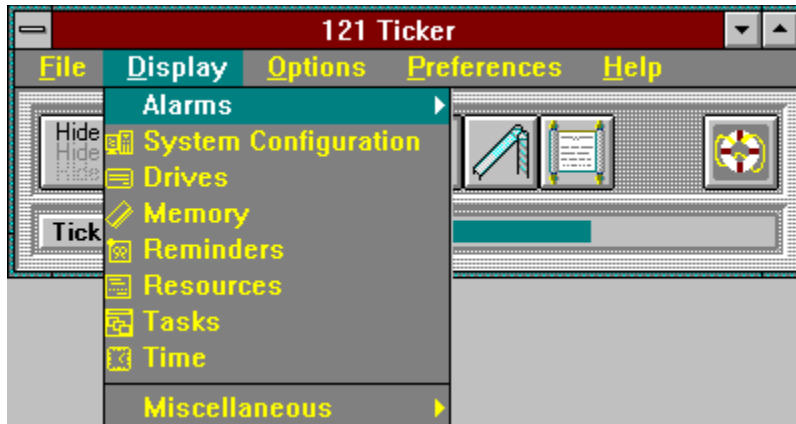 121 Ticker
File Display Options Preferences Help
Alarms
Hide
Hide
Hide
System Configuration
Drives
Memory
Tick
Reminders
Resources
Tasks
Time
Miscellaneous